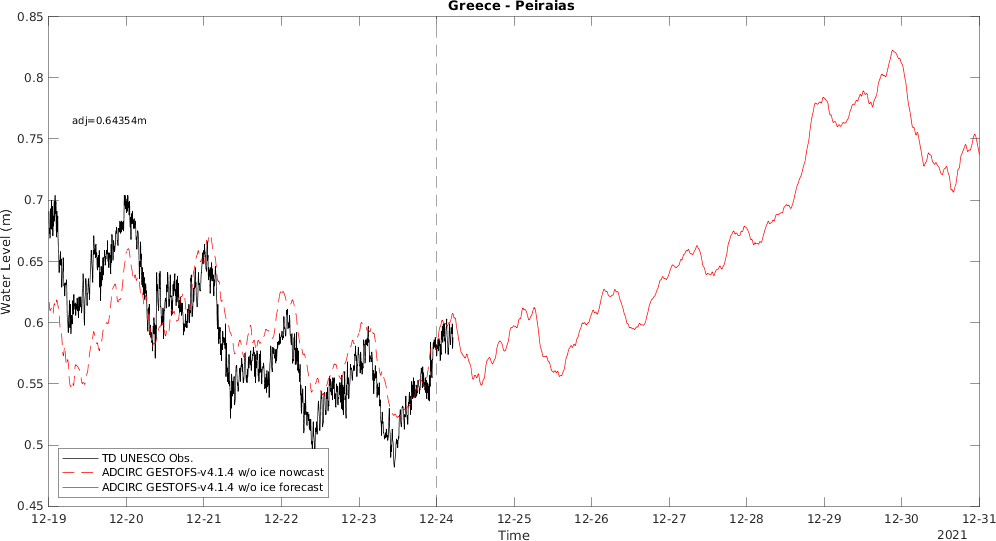 Greece - Peiraias
0.85
0.8
0.75
0.7
0.65
0.6
0.55
0.5
0.45
Water Level (m)
adj=0.64354m
TD UNESCO Obs.
ADCIRC GESTOFS-v4.1.4 w/o ice nowcast
ADCIRC GESTOFS-v4.1.4 w/o ice forecast
12-19 12-20 12-21 12-22 12-23 12-24 12-25 12-26 12-27 12-28 12-29 12-30 12-31
Time
2021